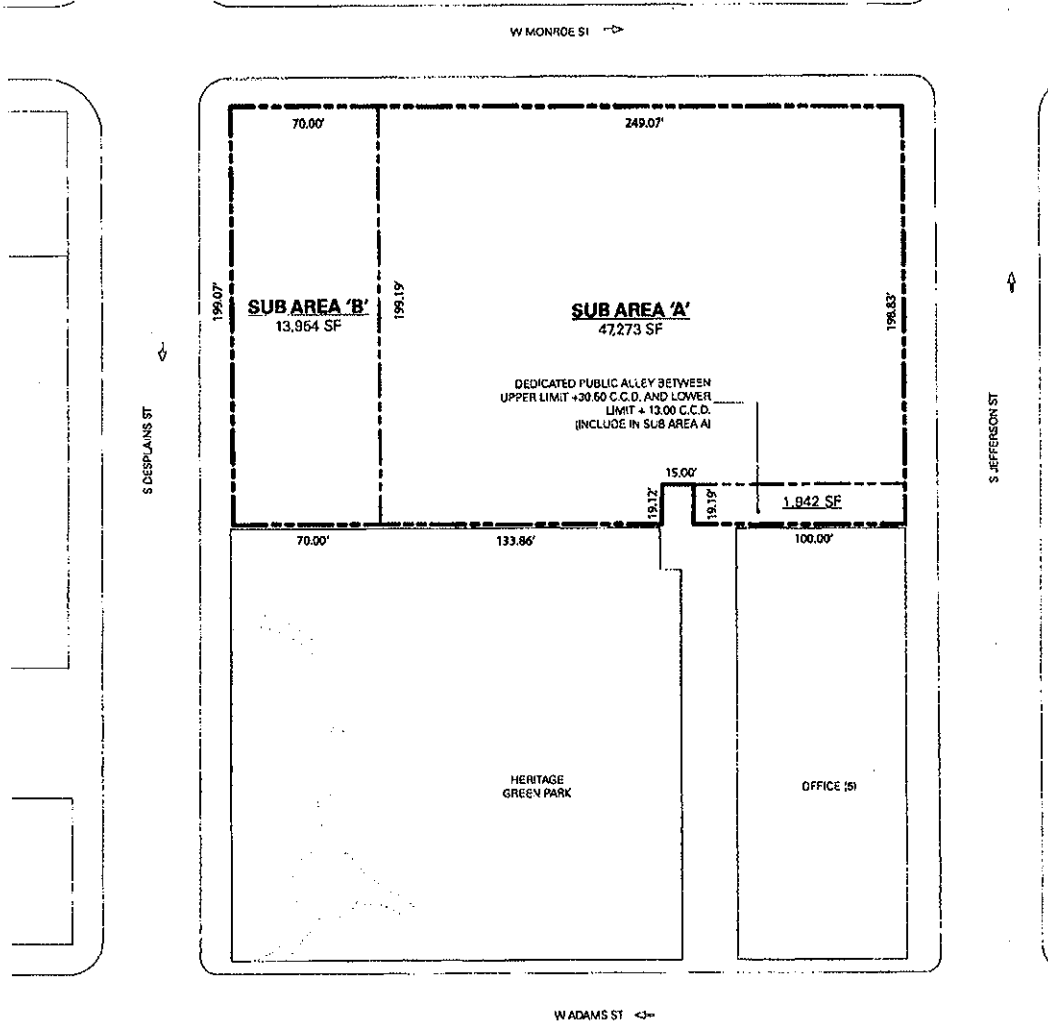 W MONROE ST
70.00'
249.07'
199.07'
SUB AREA 'B'
13,954 SF
199.19'
SUB AREA 'A'
47,273 SF
198.83'
DEDICATED PUBLIC ALLEY BETWEEN
UPPER LIMIT +30.60 C.C.D. AND LOWER
LIMIT + 13.00 C.C.D.
(INCLUDE IN SUB AREA A)
S DESPLAINES ST
S JEFFERSON ST
15.00'
19.12'
19.19'
1,942 SF
70.00'
133.86'
100.00'
HERITAGE
GREEN PARK
OFFICE (5)
W ADAMS ST